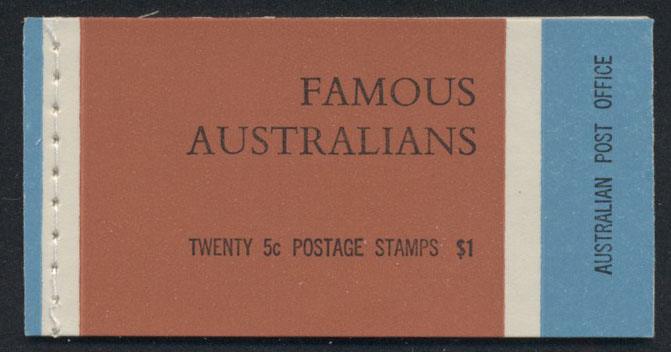 FAMOUS
AUSTRALIANS
TWENTY 5c POSTAGE STAMPS $1
AUSTRALIAN POST OFFICE